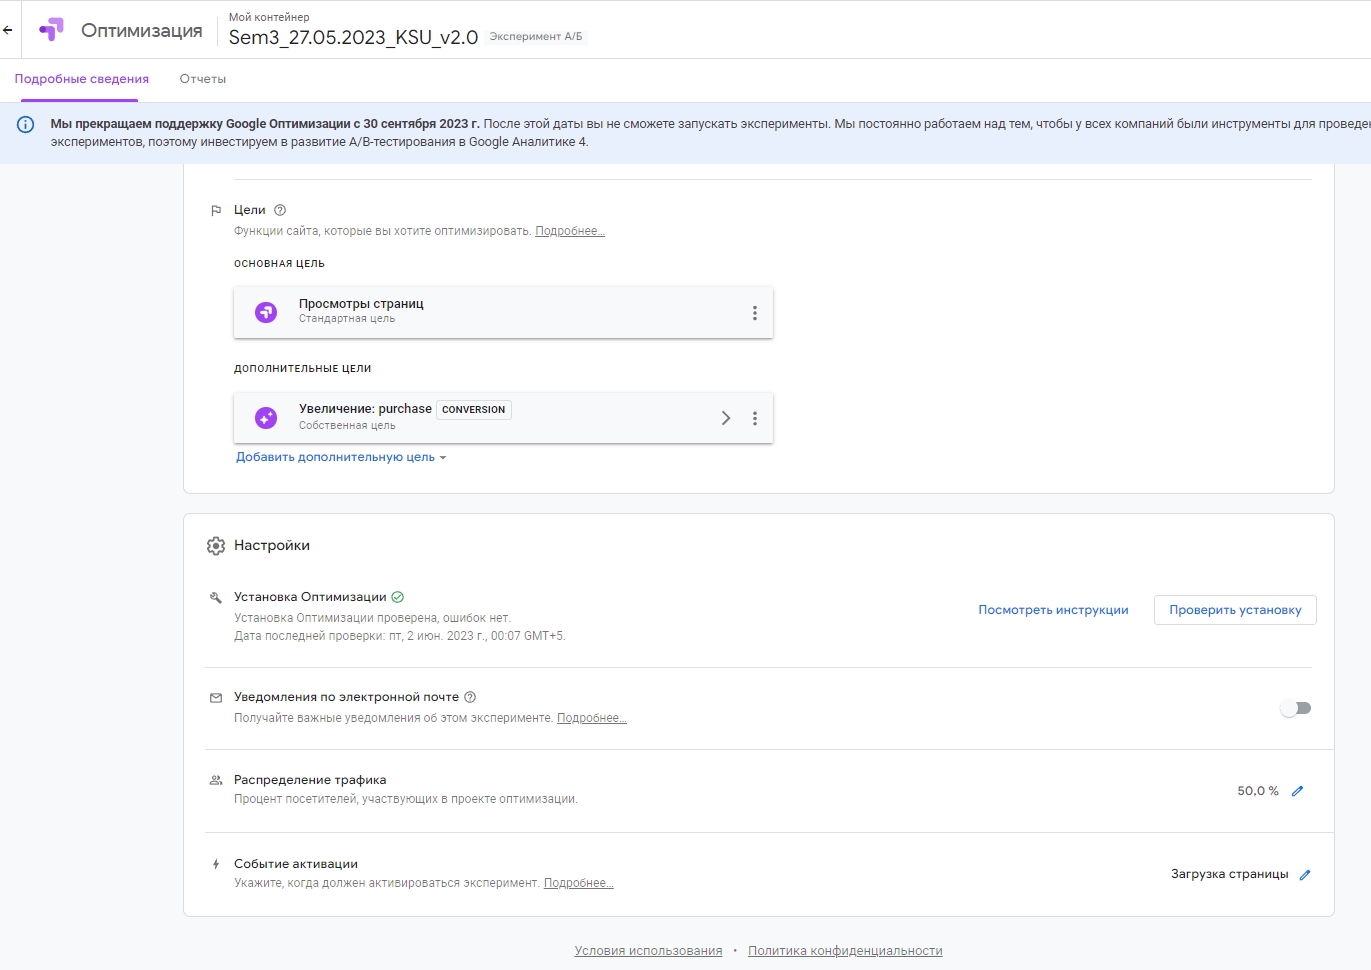 Оптимизация
Мой контейнер
Sem3_27.05.2023_KSU_v2.0 Эксперимент А/Б
Подробные сведения Отчеты
Мы прекращаем поддержку Google Оптимизации с 30 сентября 2023 г. После этой даты вы не сможете запускать эксперименты. Мы постоянно работаем над тем, чтобы у всех компаний были инструменты для проведе
экспериментов, поэтому инвестируем в развитие A/B-тестирования в Google Аналитике 4.
Цели
Функции сайта, которые вы хотите оптимизировать. Подробнее...
ОСНОВНАЯ ЦЕЛЬ
Просмотры страниц
Стандартная цель
ДОПОЛНИТЕЛЬНЫЕ ЦЕЛИ
Увеличение: purchase CONVERSION
Собственная цель
Добавить дополнительную цель
Настройки
Установка Оптимизации
Установка Оптимизации проверена, ошибок нет.
Дата последней проверки: пт, 2 июн. 2023 г., 00:07 GMT+5.
Посмотреть инструкции Проверить установку
Уведомления по электронной почте
Получайте важные уведомления об этом эксперименте. Подробнее...
Распределение трафика
Процент посетителей, участвующих в проекте оптимизации.
50,0 %
Событие активации
Укажите, когда должен активироваться эксперимент. Подробнее...
Загрузка страницы
Условия использования • Политика конфиденциальности